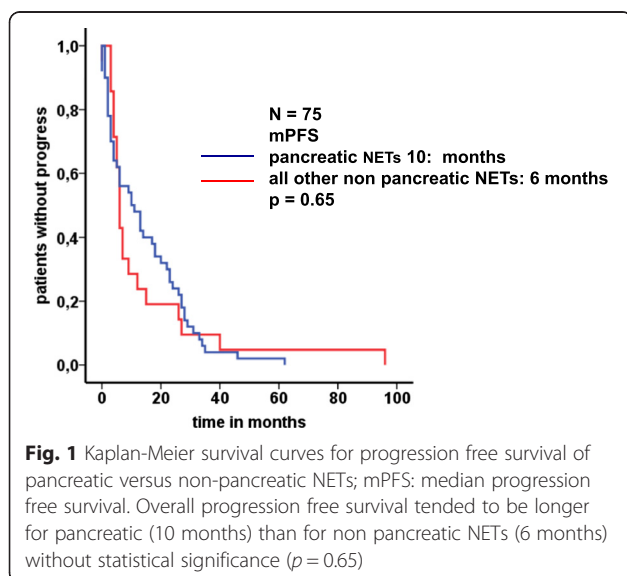 1,0
0,8
0,6
0,4
0,2
0,0
patients without progress
N = 75
mPFS
pancreatic NETs 10:  months
all other non pancreatic NETs: 6 months
p = 0.65
0 20 40 60 80 100
time in months
Fig. 1 Kaplan-Meier survival curves for progression free survival of
pancreatic versus non-pancreatic NETs; mPFS: median progression
free survival. Overall progression free survival tended to be longer
for pancreatic (10 months) than for non pancreatic NETs (6 months)
without statistical significance (p = 0.65)